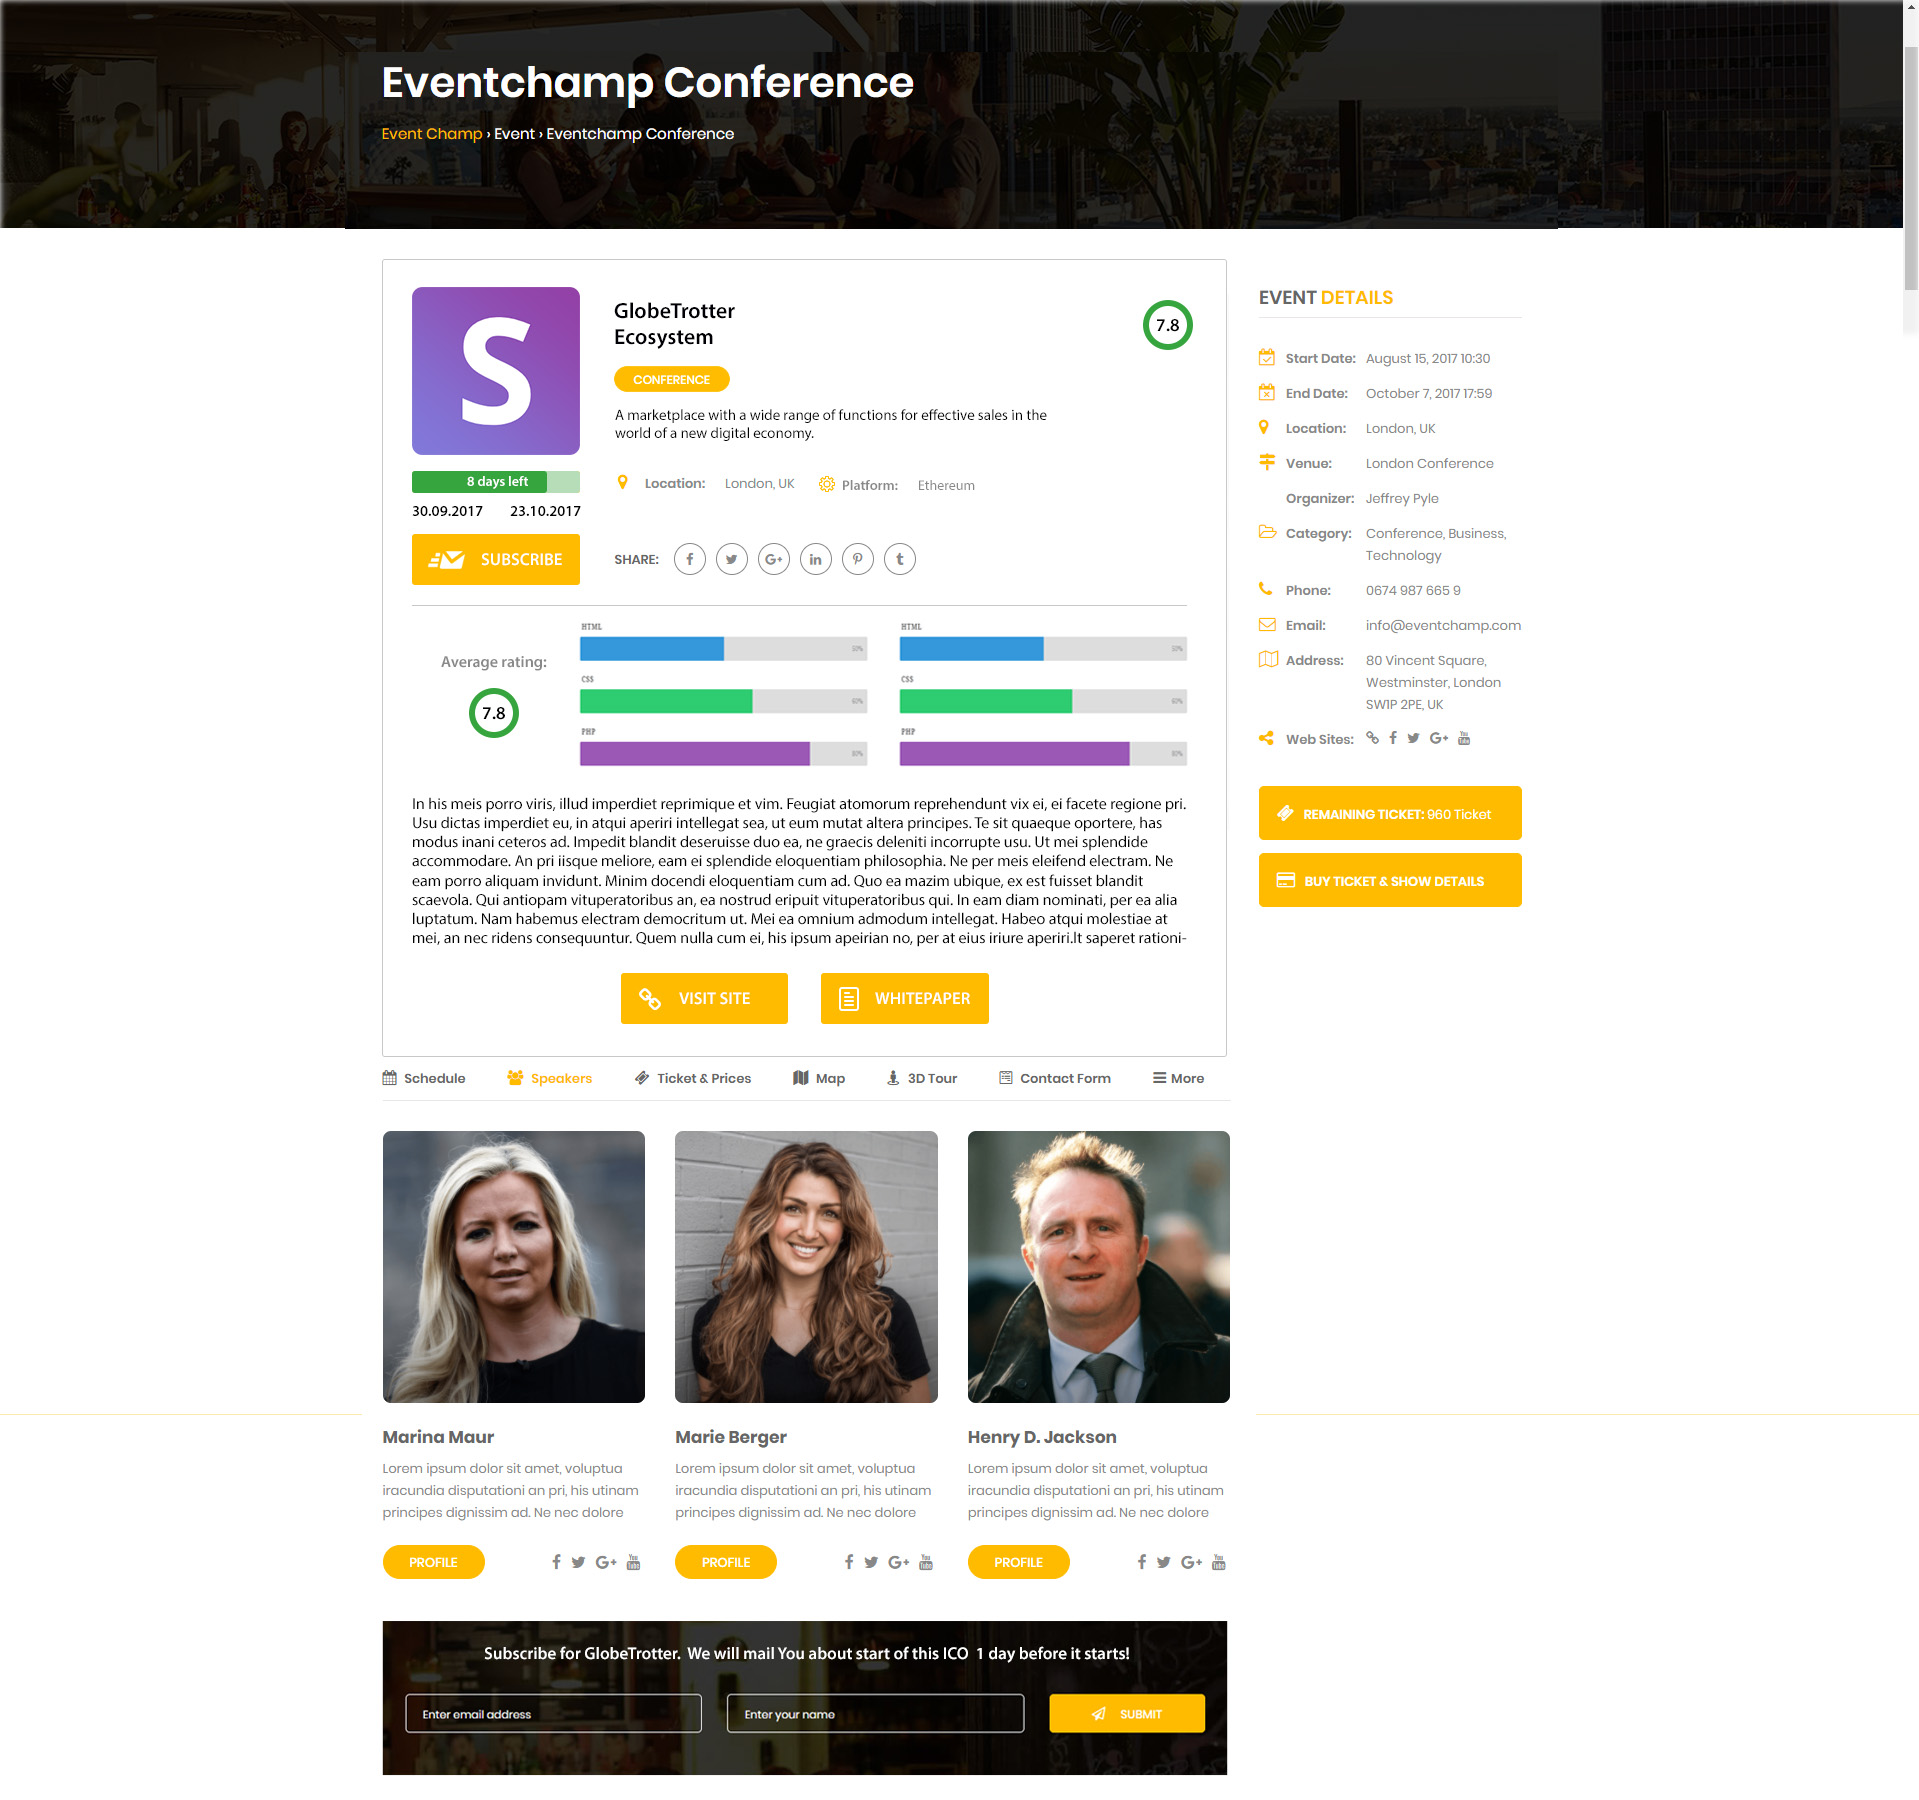 Eventchamp Conference
Event Champ › Event › Eventchamp Conference
S
GlobeTrotter
Ecosystem
7.8
CONFERENCE
A marketplace with a wide range of functions for effective sales in the
world of a new digital economy.
8 days left
30.09.2017 23.10.2017
Location: London, UK Platform: Ethereum
SUBSCRIBE
SHARE:
Average rating:
7.8
HTML
50%
CSS
60%
PHP
80%
HTML
50%
CSS
60%
PHP
80%
In his meis porro viris, illud imperdiet reprimique et vim. Feugiat atomorum reprehendunt vix ei, ei facete regione pri.
Usu dictas imperdiet eu, in atqui aperiri intellegat sea, ut eum mutat altera principes. Te sit quaeque oportere, has
modus inani ceteros ad. Impedit blandit deseruisse duo ea, ne graecis deleniti incorrupte usu. Ut mei splendide
accommodare. An pri iisque meliore, eam ei splendide eloquentiam philosophia. Ne per meis eleifend electram. Ne
eam porro aliquam invidunt. Minim docendi eloquentiam cum ad. Quo ea mazim ubique, ex est fuisset blandit
scaevola. Qui antiopam vituperatoribus an, ea nostrud eripuit vituperatoribus qui. In eam diam nominati, per ea alia
luptatum. Nam habemus electram democritum ut. Mei ea omnium admodum intellegat. Habeo atqui molestiae at
mei, an nec ridens consequuntur. Quem nulla cum ei, his ipsum apeirian no, per at eius iriure aperiri.It saperet rationi-
VISIT SITE
WHITEPAPER
EVENT DETAILS
Start Date: August 15, 2017 10:30
End Date: October 7, 2017 17:59
Location: London, UK
Venue: London Conference
Organizer: Jeffrey Pyle
Category: Conference, Business,
Technology
Phone: 0674 987 665 9
Email: info@eventchamp.com
Address: 80 Vincent Square,
Westminster, London
SW1P 2PE, UK
Web Sites:
REMAINING TICKET: 960 Ticket
BUY TICKET & SHOW DETAILS
Schedule Speakers Ticket & Prices Map 3D Tour Contact Form More
Marina Maur
Lorem ipsum dolor sit amet, voluptua
iracundia disputationi an pri, his utinam
principes dignissim ad. Ne nec dolore
PROFILE
Marie Berger
Lorem ipsum dolor sit amet, voluptua
iracundia disputationi an pri, his utinam
principes dignissim ad. Ne nec dolore
PROFILE
Henry D. Jackson
Lorem ipsum dolor sit amet, voluptua
iracundia disputationi an pri, his utinam
principes dignissim ad. Ne nec dolore
PROFILE
Subscribe for GlobeTrotter. We will mail You about start of this ICO 1 day before it starts!
Enter email address
Enter your name
SUBMIT